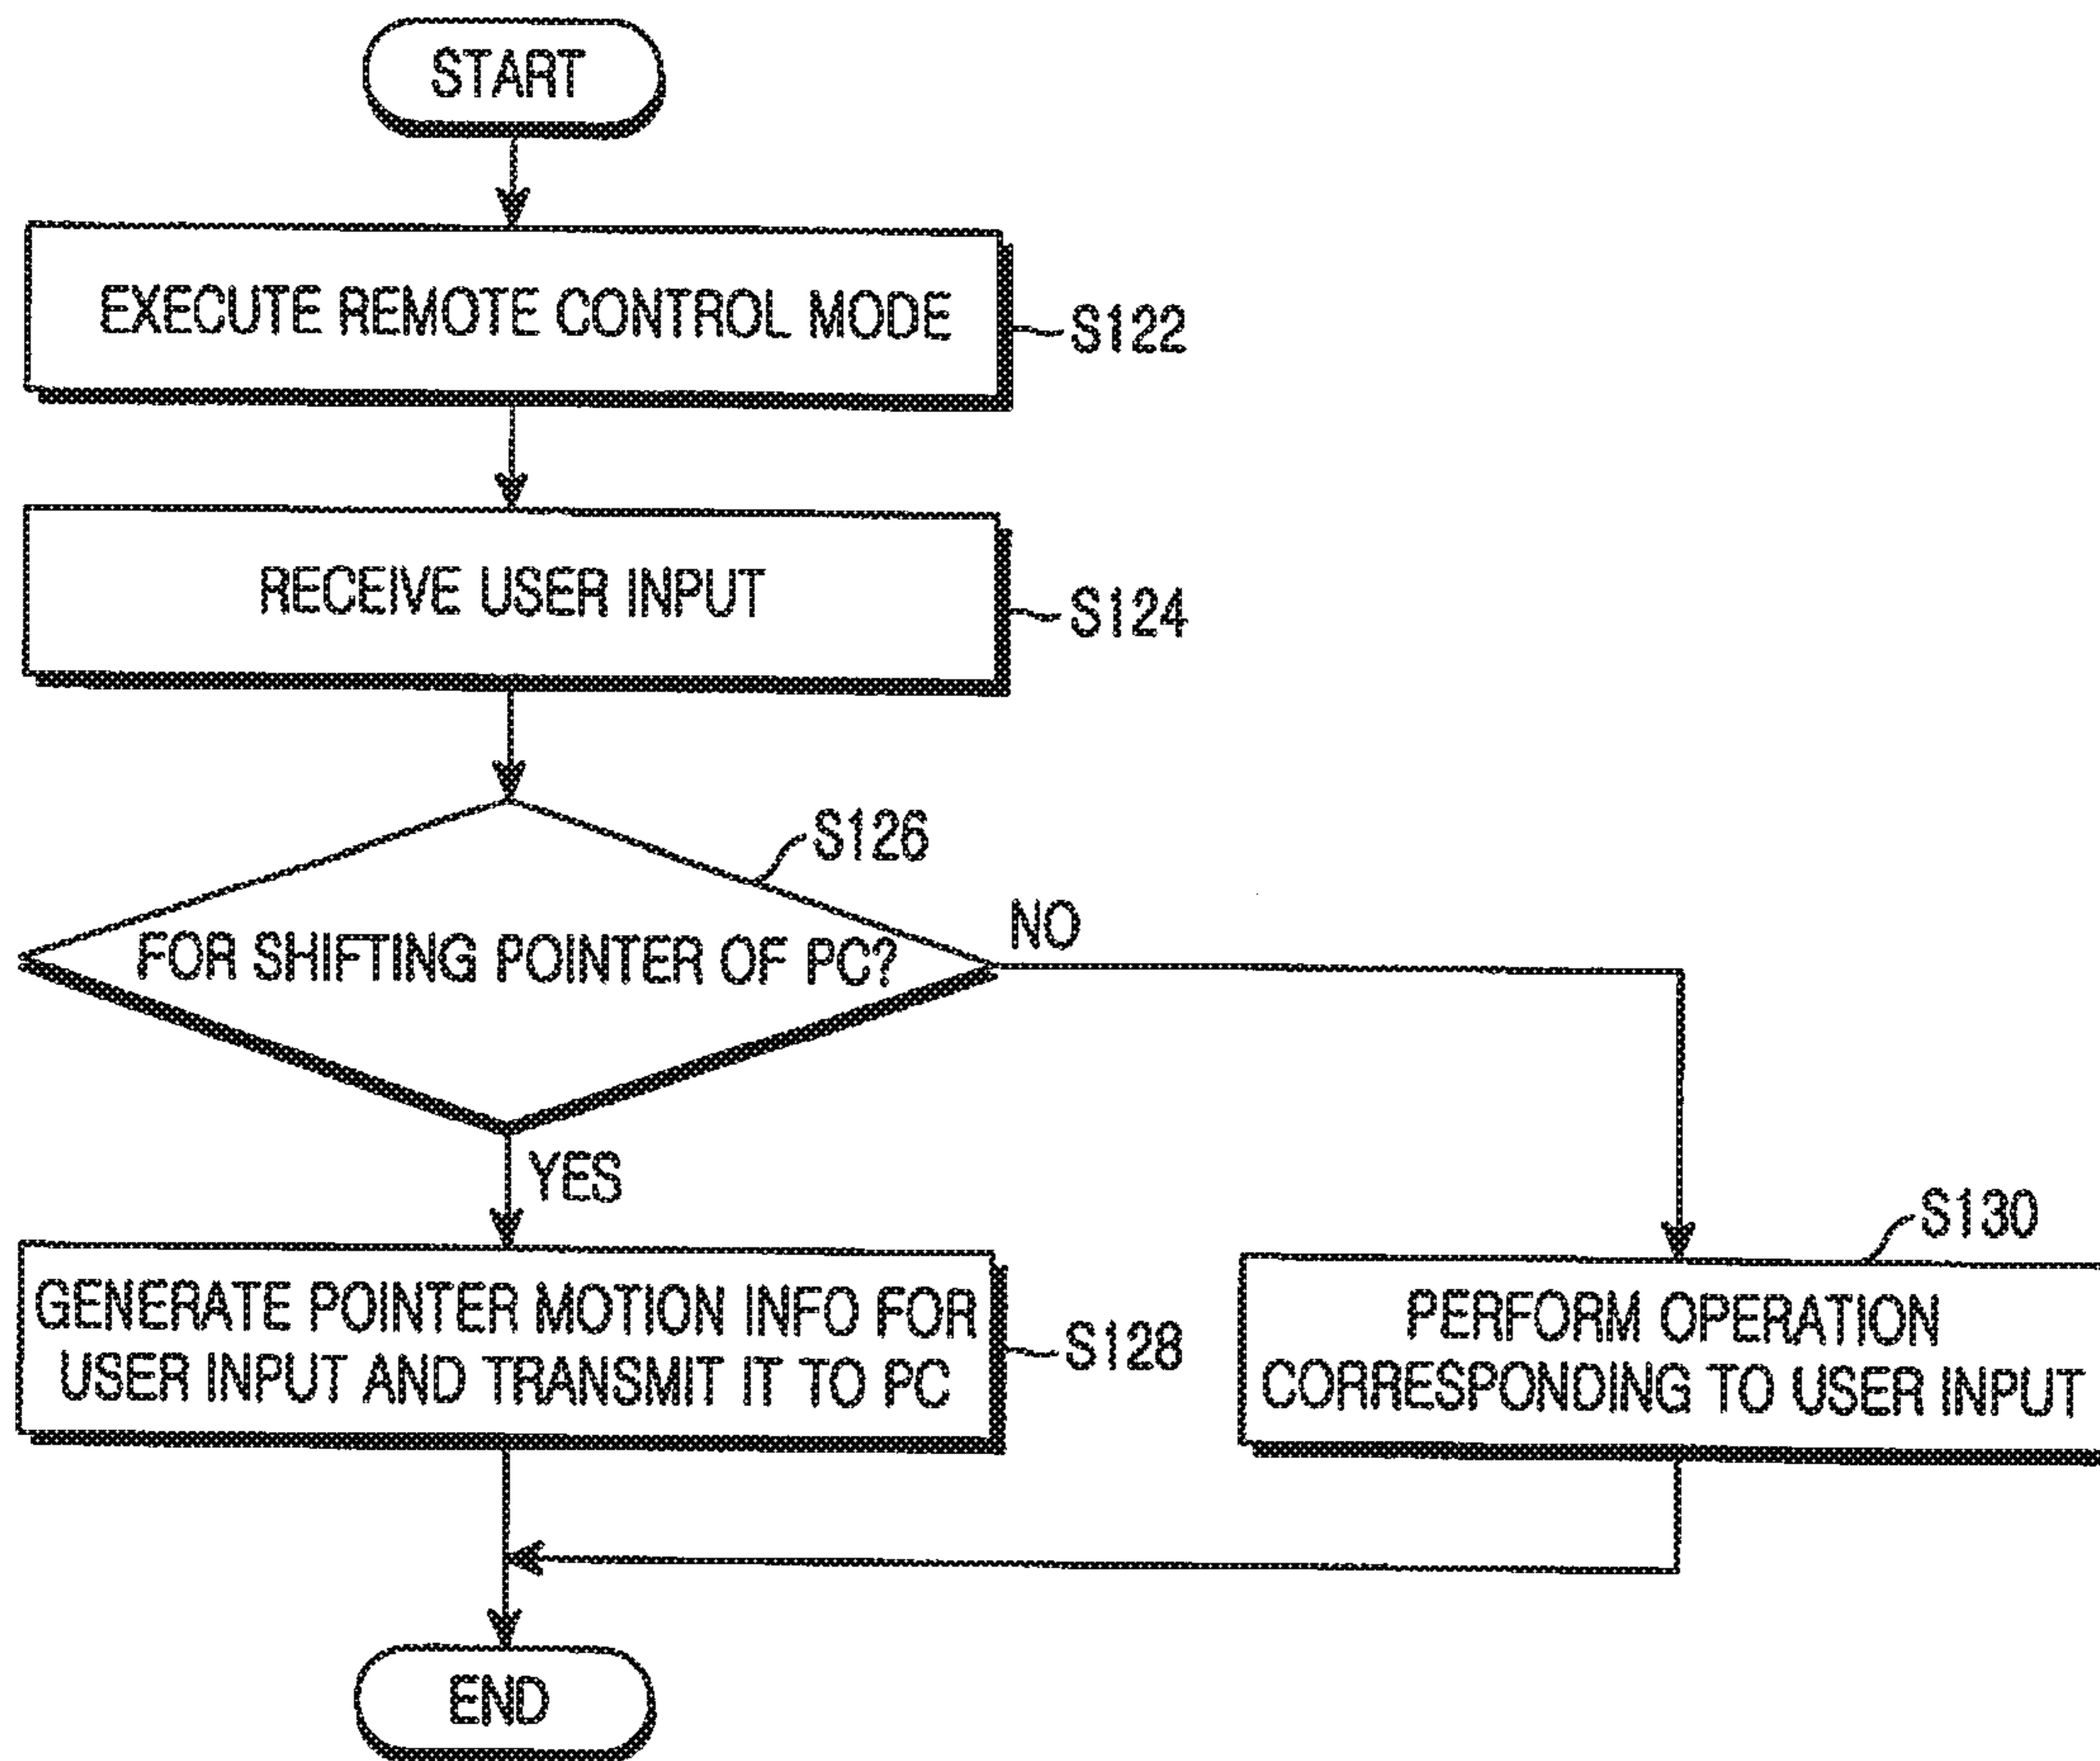 START
EXECUTE REMOTE CONTROL MODE
S122
RECEIVE USER INPUT
S124
S126
FOR SHIFTING POINTER OF PC?
NO
YES
GENERATE POINTER MOTION INFO FOR
USER INPUT AND TRANSMIT IT TO PC
S128
S130
PERFORM OPERATION
CORRESPONDING TO USER INPUT
END